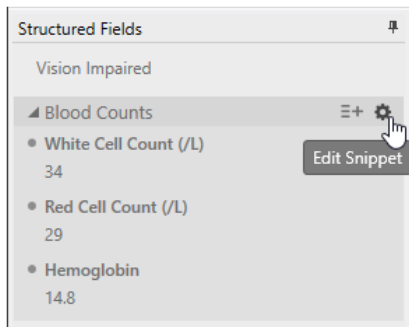 Structured Fields
Vision Impaired
Blood Counts
White Cell Count (/L)
34
Edit Snippet
Red Cell Count (/L)
29
Hemoglobin
14.8